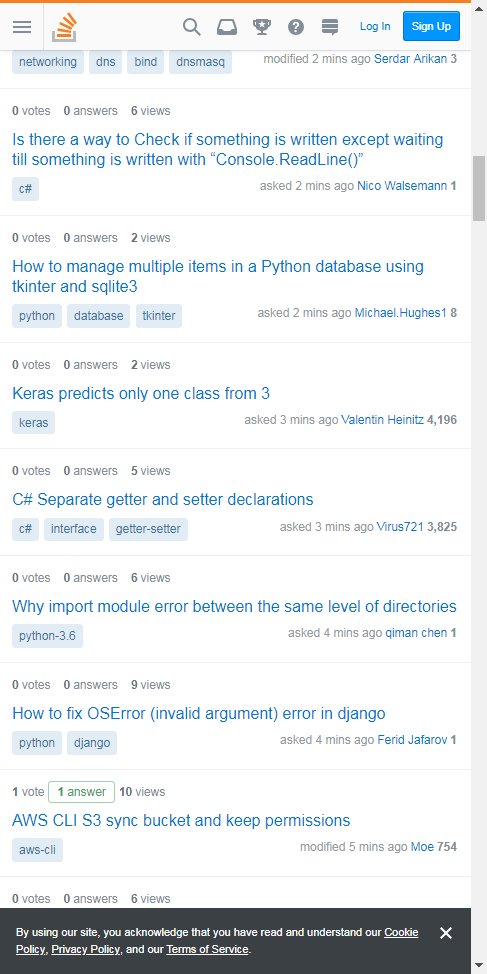 Log In
Sign Up
networking dns bind dnsmasq
modified 2 mins ago Serdar Arikan 3
0 votes 0 answers 6 views
Is there a way to Check if something is written except waiting
till something is written with “Console.ReadLine()”
c#
asked 2 mins ago Nico Walsemann 1
0 votes 0 answers 2 views
How to manage multiple items in a Python database using
tkinter and sqlite3
python database tkinter
asked 2 mins ago Michael.Hughes1 8
0 votes 0 answers 2 views
Keras predicts only one class from 3
keras
asked 3 mins ago Valentin Heinitz 4,196
0 votes 0 answers 5 views
C# Separate getter and setter declarations
c# interface getter-setter
asked 3 mins ago Virus721 3,825
0 votes 0 answers 6 views
Why import module error between the same level of directories
python-3.6
asked 4 mins ago qiman chen 1
0 votes 0 answers 9 views
How to fix OSError (invalid argument) error in django
python django
asked 4 mins ago Ferid Jafarov 1
1 vote 1 answer 10 views
AWS CLI S3 sync bucket and keep permissions
aws-cli
modified 5 mins ago Moe 754
0 votes 0 answers 6 views
By using our site, you acknowledge that you have read and understand our Cookie
Policy, Privacy Policy, and our Terms of Service.